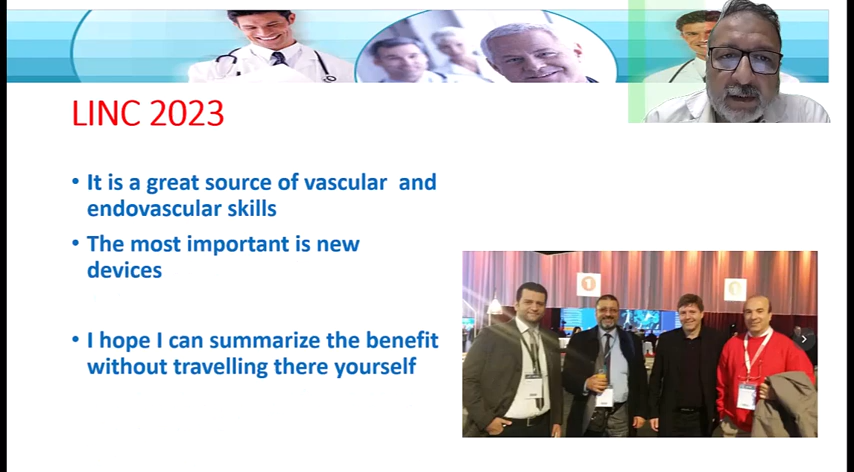 LINC 2023
• It is a great source of vascular and
endovascular skills
• The most important is new
devices
• I hope I can summarize the benefit
without travelling there yourself
1